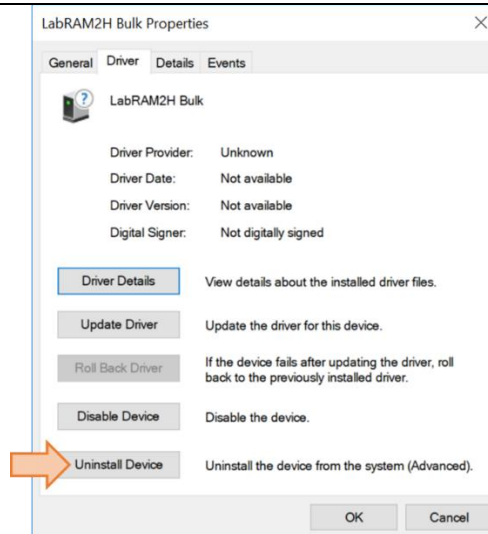 LabRAM2H Bulk Properties
General Driver Details Events
LabRAM2H Bulk
Driver Provider: Unknown
Driver Date: Not available
Driver Version: Not available
Digital Signer: Not digitally signed
Driver Details View details about the installed driver files.
Update Driver Update the driver for this device.
Roll Back Driver If the device fails after updating the driver, roll
back to the previously installed driver.
Disable Device Disable the device.
Uninstall Device Uninstall the device from the system (Advanced).
OK Cancel